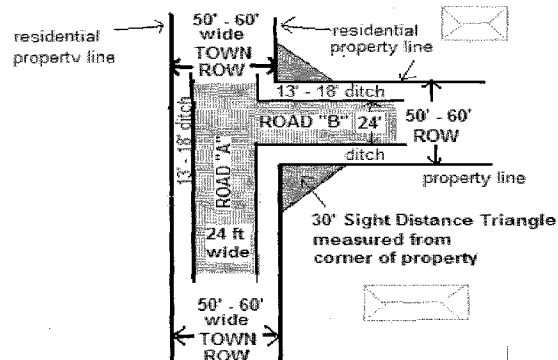 residential
property line
50' - 60'
wide
TOWN
ROW
residential
property line
13' - 18' ditch
ROAD "B"
24'
50' - 60'
ROW
13' - 18' ditch
ROAD "A"
ditch
property line
24 ft
wide
30' Sight Distance Triangle
measured from
corner of property
50' - 60'
wide
TOWN
ROW